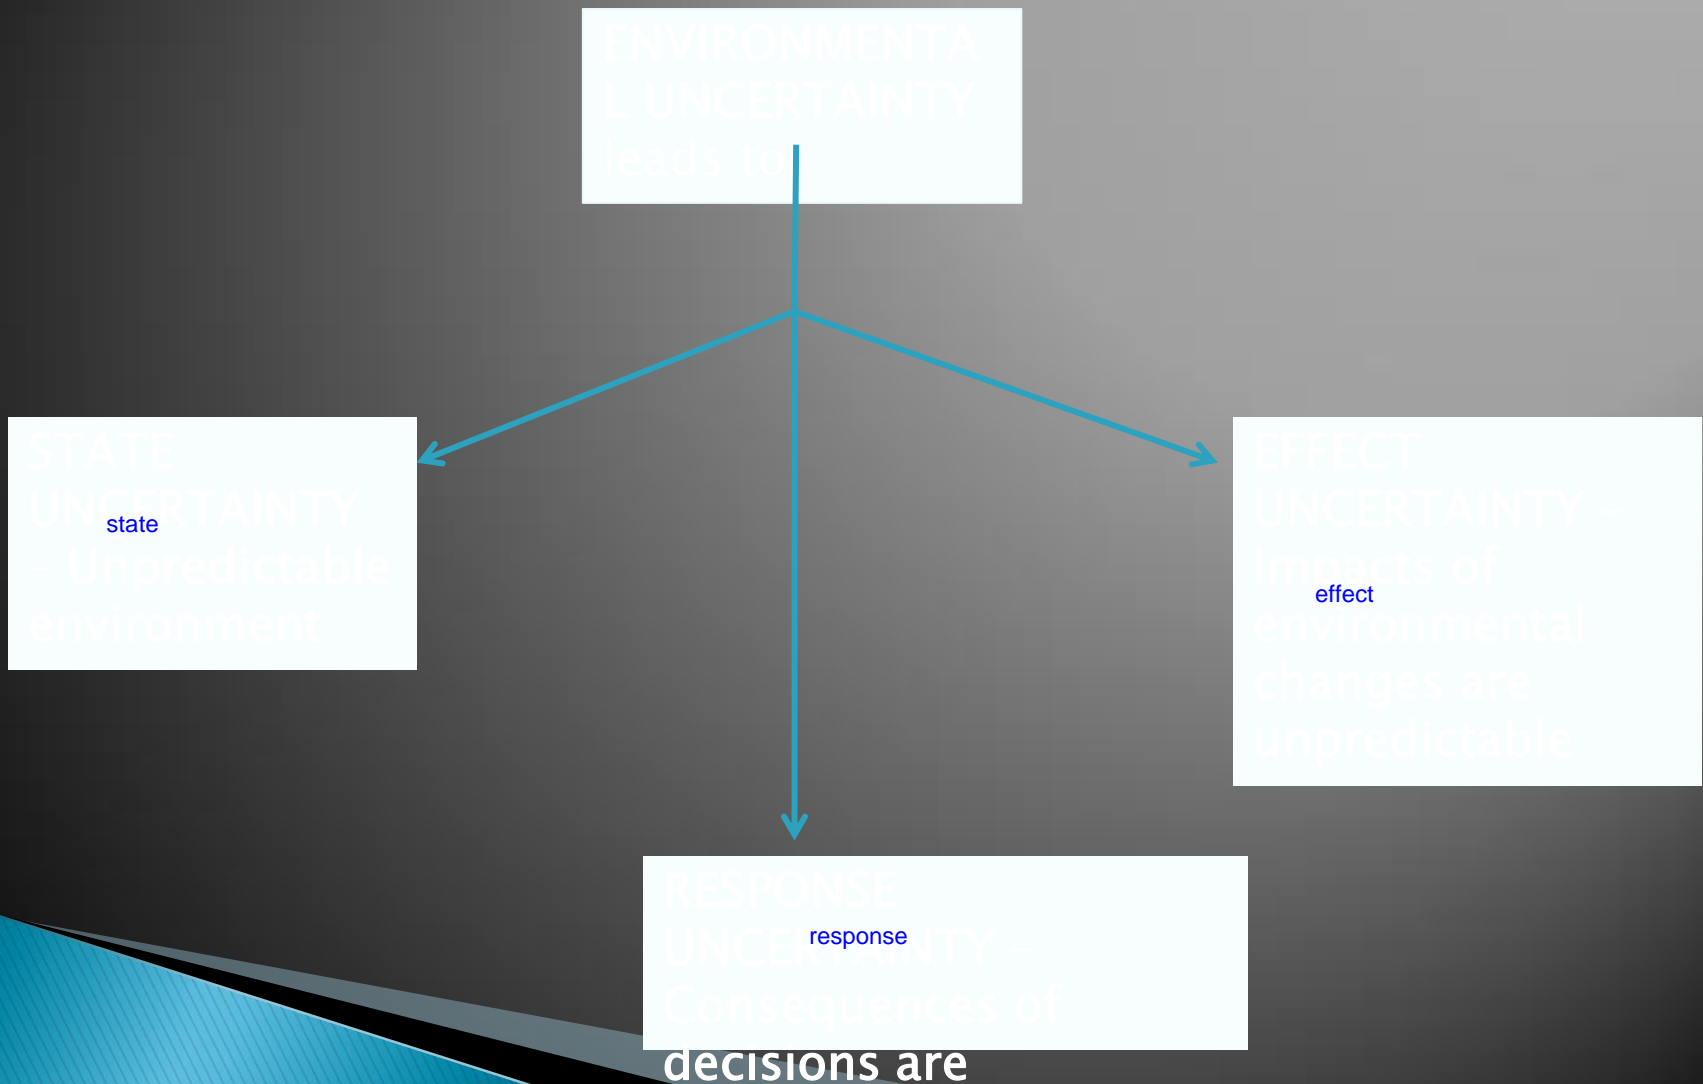 ENVIRONMENTA
L UNCERTAINTY
leads to
STATE
UNCERTAINTY
– Unpredictable
environment
state
EFFECT
UNCERTAINTY –
Impacts of
environmental
changes are
unpredictable
effect
RESPONSE
UNCERTAINTY –
Consequences of
decisions are
response